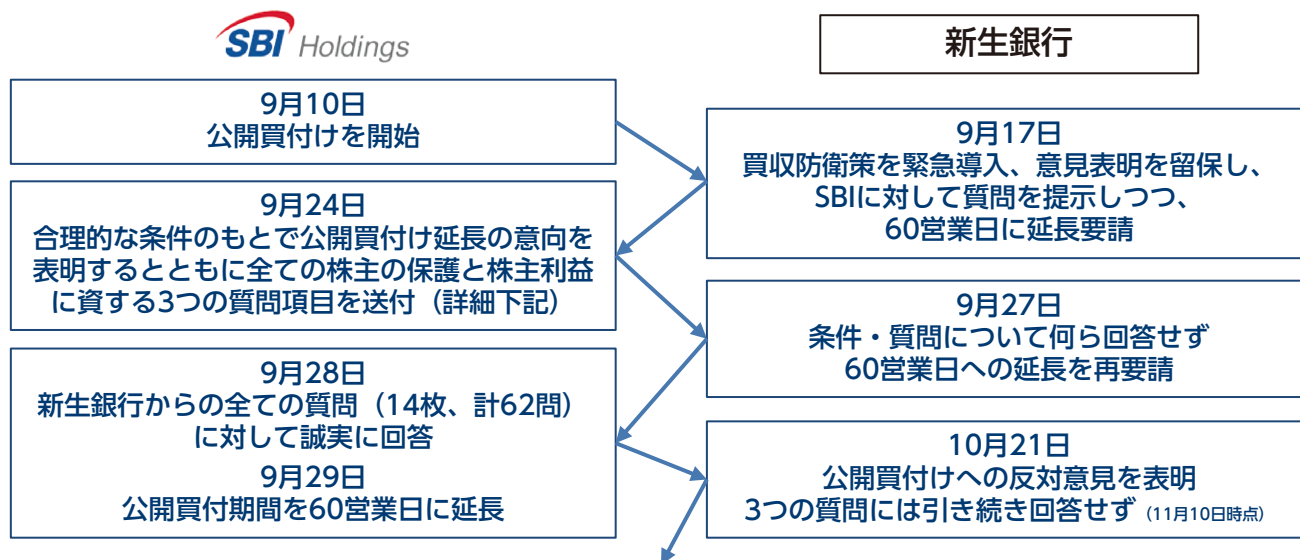 SBI Holdings
新生銀行
9月10日
公開買付けを開始
9月17日
買収防衛策を緊急導入、意見表明を留保し、
SBIに対して質問を提示しつつ、
60営業日に延長要請
9月24日
合理的な条件のもとで公開買付け延長の意向を
表明するとともに全ての株主の保護と株主利益
に資する3つの質問項目を送付（詳細下記）
9月27日
条件・質問について何ら回答せず
60営業日への延長を再要請
9月28日
新生銀行からの全ての質問（14枚、計62問）
に対して誠実に回答
9月29日
公開買付期間を60営業日に延長
10月21日
公開買付けへの反対意見を表明
3つの質問には引き続き回答せず（11月10日時点）